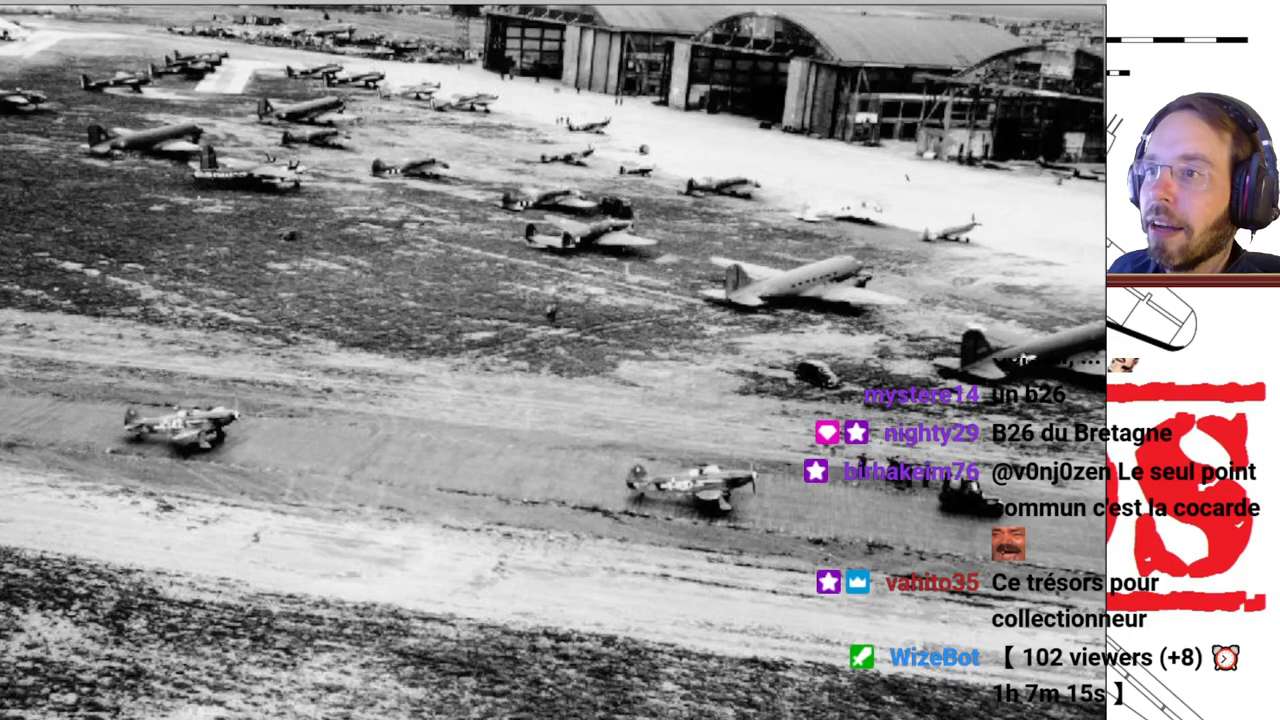 mystere14 un b26
nighty29 B26 du Bretagne
birhakeim76 @v0nj0zen Le seul point
commun c'est la cocarde
vahito35 Ce trésors pour
collectionneur
WizeBot 【 102 viewers (+8)
1h 7m 15s 】